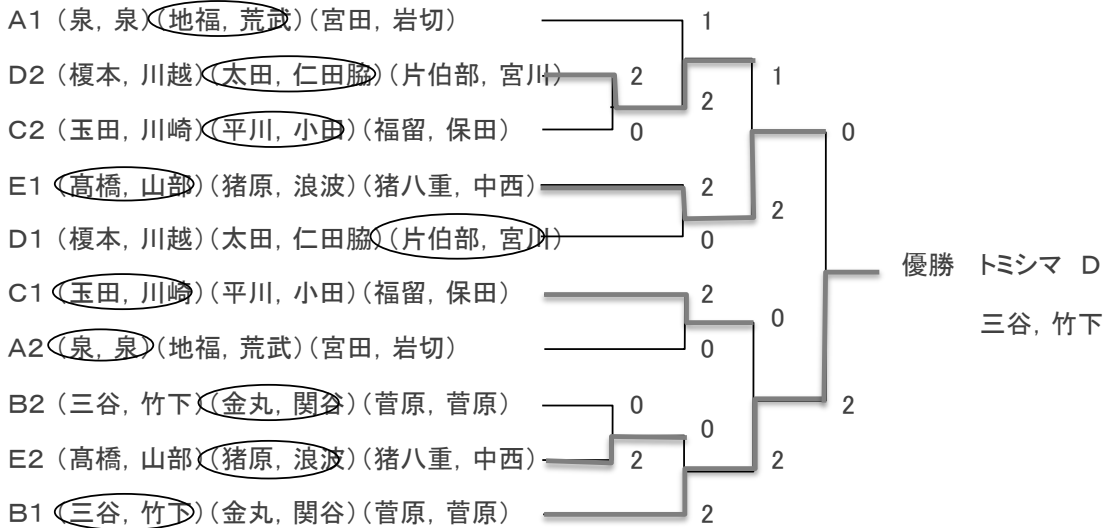 A1 (泉, 泉)(地福, 荒武)(宮田, 岩切)
1
D2 (榎本, 川越)(太田, 仁田脇)(片伯部, 宮川)
2
1
2
C2 (玉田, 川崎)(平川, 小田)(福留, 保田)
0
0
E1 (髙橋, 山部)(猪原, 浪波)(猪八重, 中西)
2
2
D1 (榎本, 川越)(太田, 仁田脇)(片伯部, 宮川)
0
優勝 トミシマ D
C1 (玉田, 川崎)(平川, 小田)(福留, 保田)
2
0
三谷, 竹下
A2 (泉, 泉)(地福, 荒武)(宮田, 岩切)
0
B2 (三谷, 竹下)(金丸, 関谷)(菅原, 菅原)
0
2
0
E2 (髙橋, 山部)(猪原, 浪波)(猪八重, 中西)
2
2
B1 (三谷, 竹下)(金丸, 関谷)(菅原, 菅原)
2